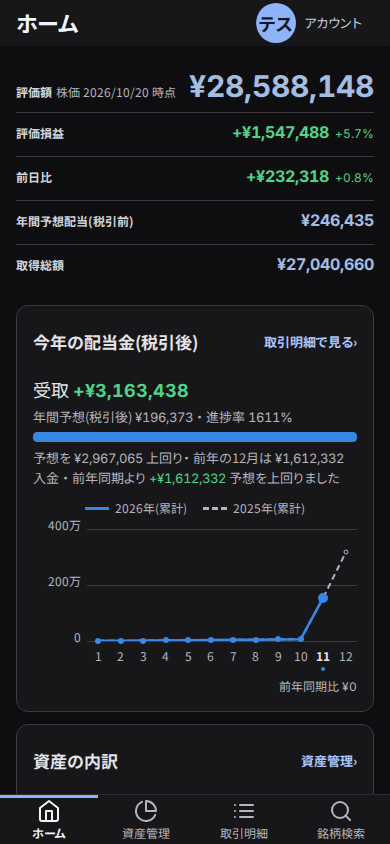 ホーム
テス アカウント
評価額 株価 2026/10/20 時点 ¥28,588,148
評価損益 +¥1,547,488 +5.7%
前日比 +¥232,318 +0.8%
年間予想配当(税引前) ¥246,435
取得総額 ¥27,040,660
今年の配当金(税引後) 取引明細で見る›
受取 +¥3,163,438
年間予想(税引後) ¥196,373・進捗率 1611%
予想を ¥2,967,065 上回り・前年の12月は ¥1,612,332
入金・前年同期より +¥1,612,332 予想を上回りました
2026年(累計) 2025年(累計)
400万
200万
0
1 2 3 4 5 6 7 8 9 10 11 12
前年同期比 ¥0
資産の内訳 資産管理›
ホーム 資産管理 取引明細 銘柄検索